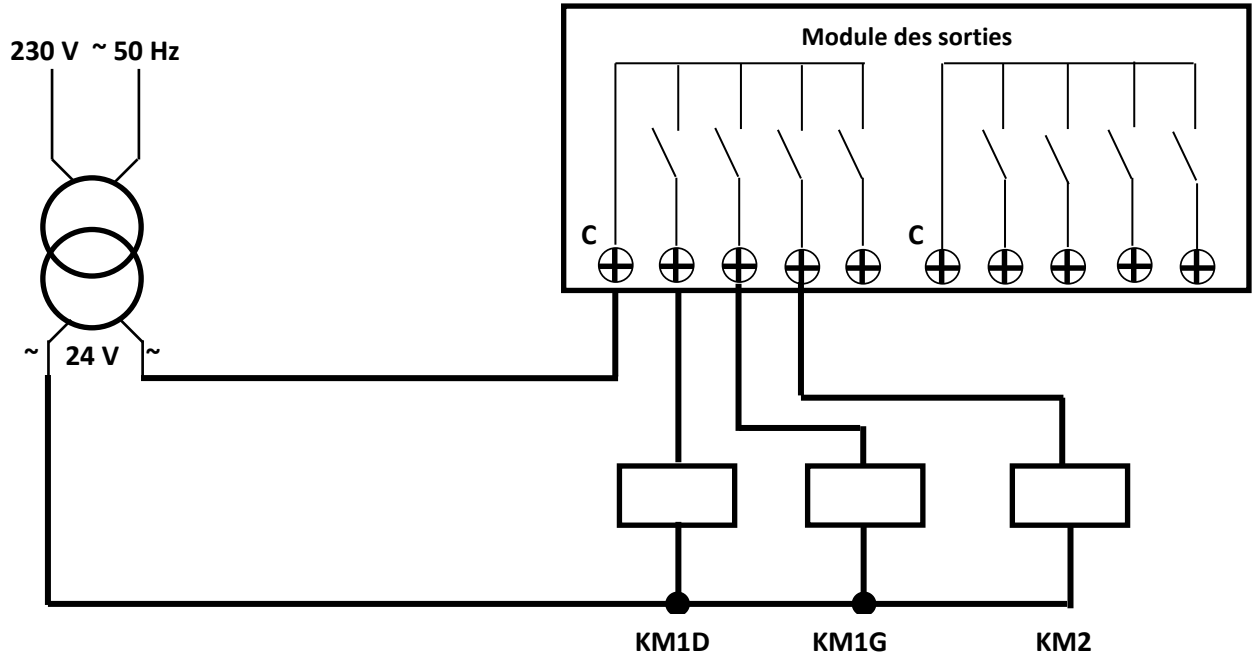 Module des sorties
230 V ~ 50 Hz
C C
~ 24 V ~
KM1D KM1G KM2